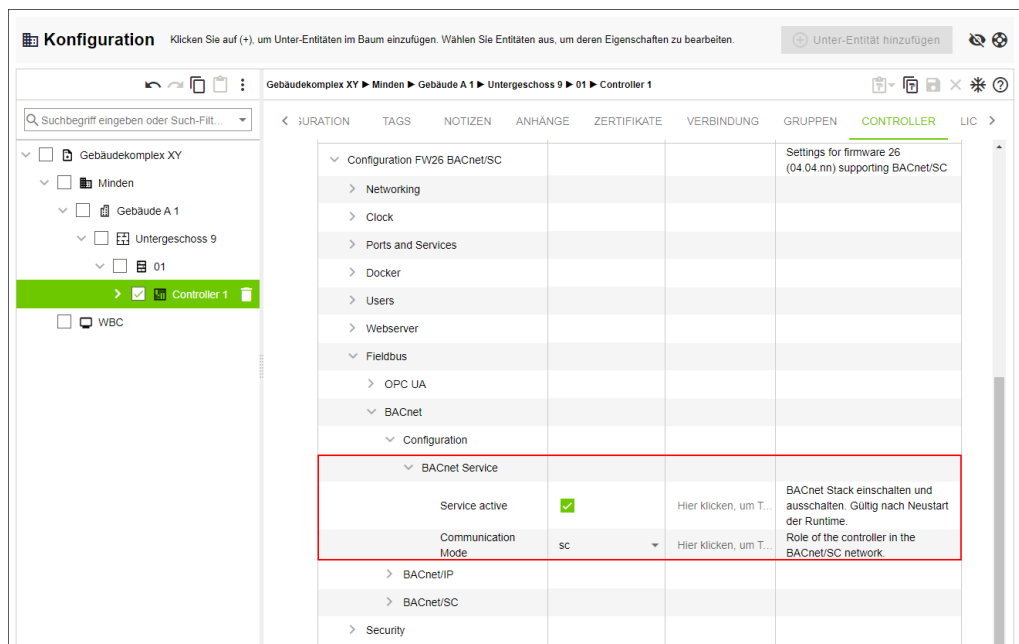 Konfiguration Klicken Sie auf (+), um Unter-Entitäten im Baum einzufügen. Wählen Sie Entitäten aus, um deren Eigenschaften zu bearbeiten. Unter-Entität hinzufügen
Gebäudekomplex XY ▶ Minden ▶ Gebäude A 1 ▶ Untergeschoss 9 ▶ 01 ▶ Controller 1
Suchbegriff eingeben oder Such-Filt...
Gebäudekomplex XY
Minden
Gebäude A 1
Untergeschoss 9
01
Controller 1
WBC
GURATION TAGS NOTIZEN ANHÄNGE ZERTIFIKATE VERBINDUNG GRUPPEN CONTROLLER LIC
Configuration FW26 BACnet/SC
Settings for firmware 26
(04.04.nn) supporting BACnet/SC
Networking
Clock
Ports and Services
Docker
Users
Webserver
Fieldbus
OPC UA
BACnet
Configuration
BACnet Service
Service active
Hier klicken, um T...
BACnet Stack einschalten und
ausschalten. Gültig nach Neustart
der Runtime.
Communication
Mode
sc
Hier klicken, um T...
Role of the controller in the
BACnet/SC network.
BACnet/IP
BACnet/SC
Security